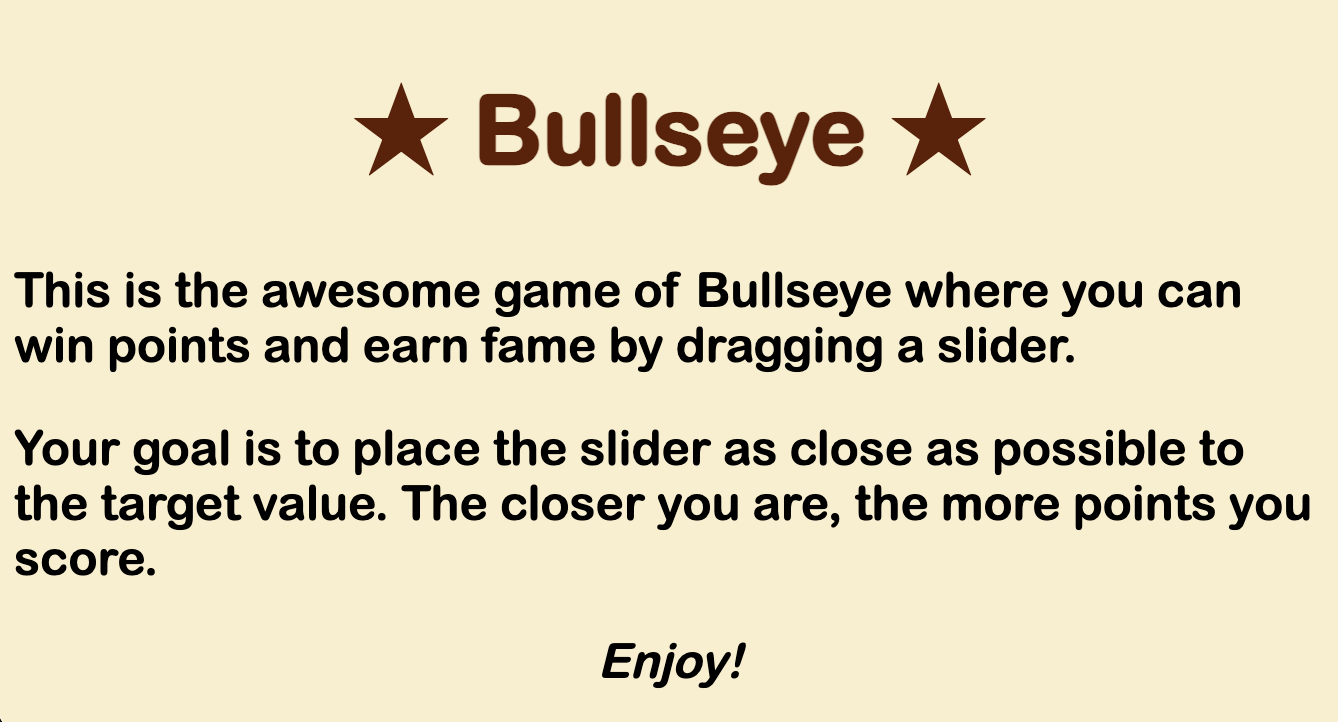 ★ Bullseye ★
This is the awesome game of Bullseye where you can
win points and earn fame by dragging a slider.
Your goal is to place the slider as close as possible to
the target value. The closer you are, the more points you
score.
Enjoy!